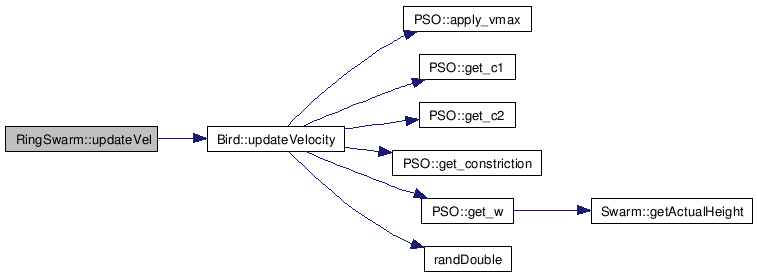 RingSwarm::updateVel
Bird::updateVelocity
PSO::apply_vmax
PSO::get_c1
PSO::get_c2
PSO::get_constriction
PSO::get_w
Swarm::getActualHeight
randDouble